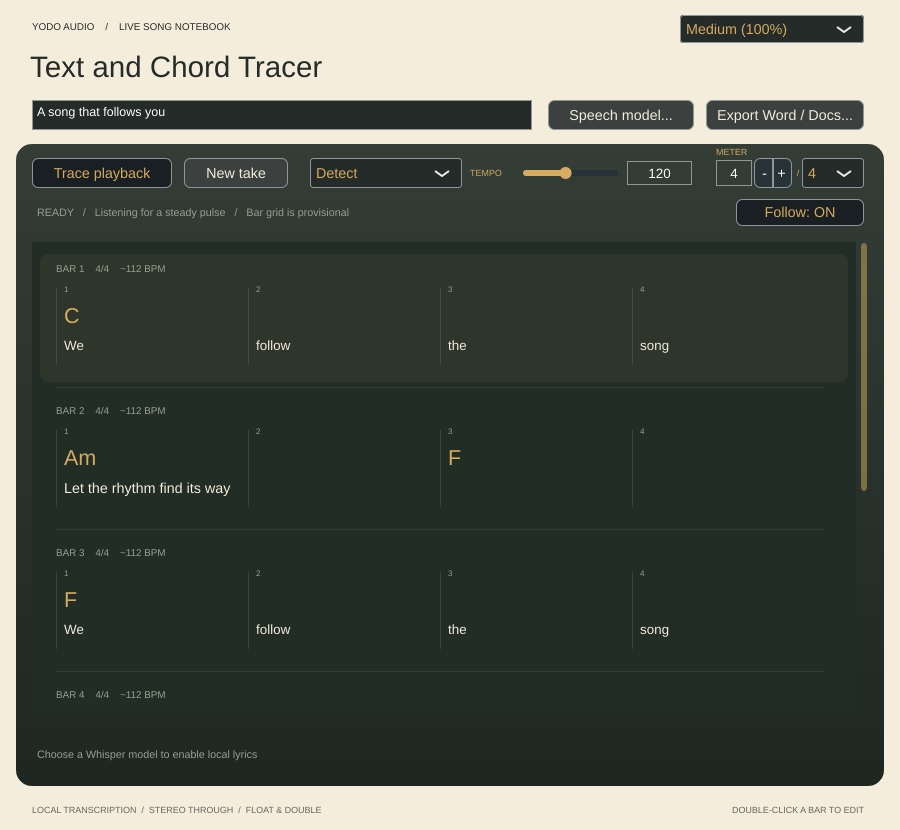 YODO AUDIO / LIVE SONG NOTEBOOK
Medium (100%)
Text and Chord Tracer
A song that follows you
Speech model...
Export Word / Docs...
METER
Trace playback
New take
Detect
TEMPO
120
4
-
+
/
4
READY / Listening for a steady pulse / Bar grid is provisional
Follow: ON
BAR 1 4/4 ~112 BPM
1 2 3 4
C
We follow the song
BAR 2 4/4 ~112 BPM
1 2 3 4
Am F
Let the rhythm find its way
BAR 3 4/4 ~112 BPM
1 2 3 4
F
We follow the song
BAR 4 4/4 ~112 BPM
Choose a Whisper model to enable local lyrics
LOCAL TRANSCRIPTION / STEREO THROUGH / FLOAT & DOUBLE
DOUBLE-CLICK A BAR TO EDIT